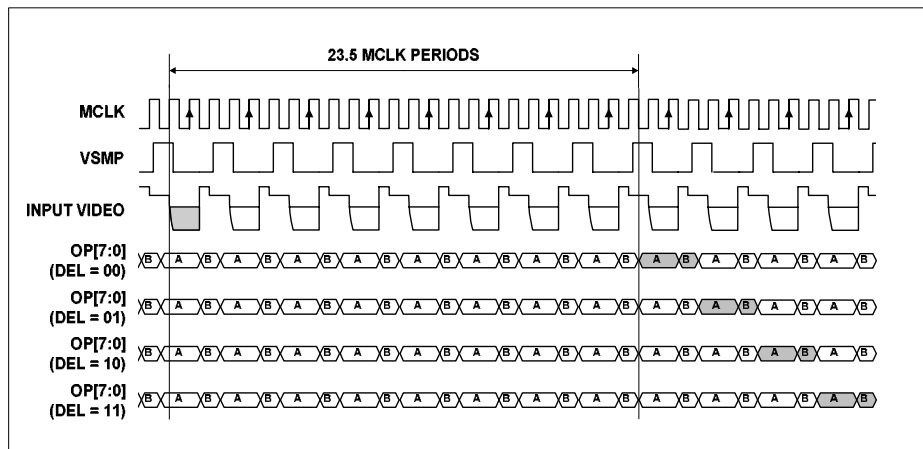 23.5 MCLK PERIODS
MCLK
VSMP
INPUT VIDEO
OP[7:0]
(DEL = 00)
B A B A B A B A B A B A B A B A B A B A B A B A B
OP[7:0]
(DEL = 01)
B A B A B A B A B A B A B A B A B A B A B A B A B
OP[7:0]
(DEL = 10)
B A B A B A B A B A B A B A B A B A B A B A B A B
OP[7:0]
(DEL = 11)
B A B A B A B A B A B A B A B A B A B A B A B A B